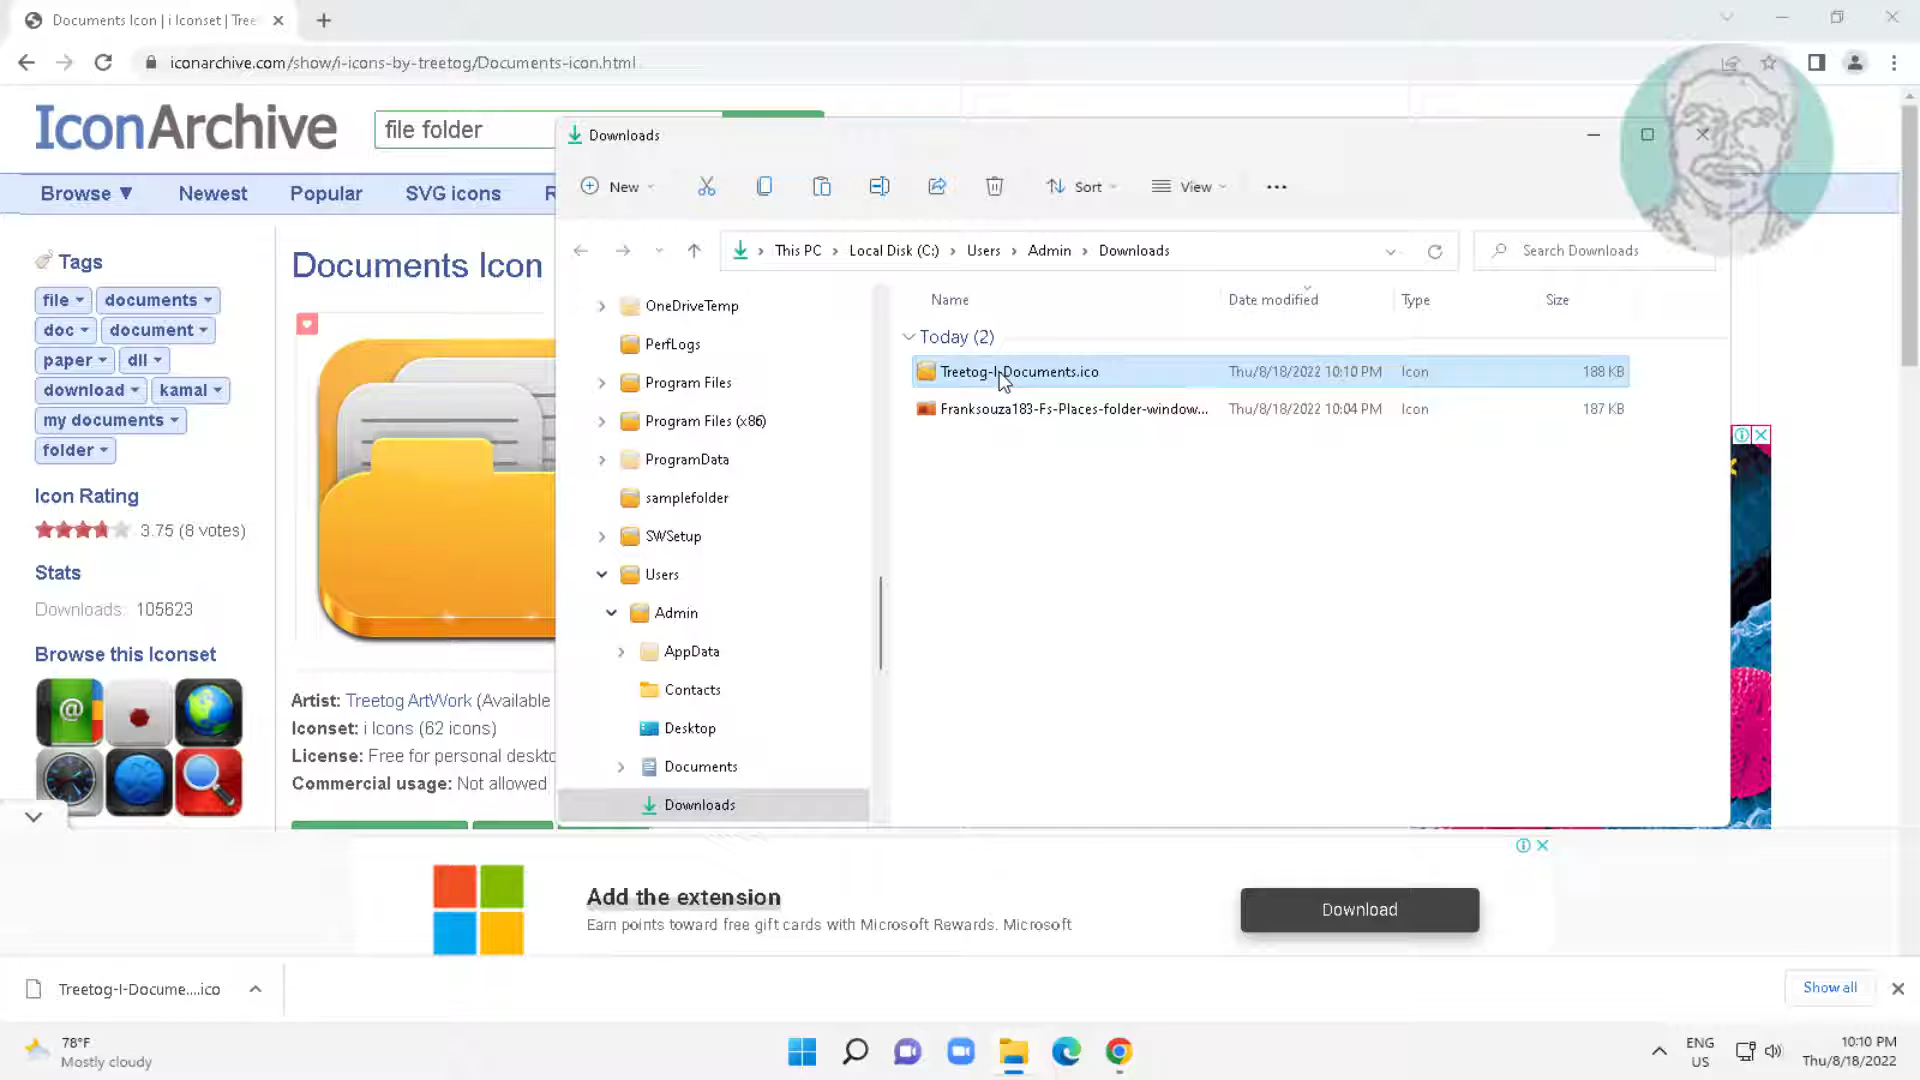 Documents Icon | i Iconset | Tree
iconarchive.com/show/i-icons-by-treetog/Documents-icon.html
IconArchive
file folder
Browse ▼ Newest Popular SVG icons R
Tags
file documents
doc document
paper dll
download kamal
my documents
folder
Icon Rating
3.75 (8 votes)
Stats
Downloads: 105623
Browse this Iconset
@
Documents Icon
Artist: Treetog ArtWork (Available
Iconset: i Icons (62 icons)
License: Free for personal deskto
Commercial usage: Not allowed
Downloads
New Sort View
This PC > Local Disk (C:) > Users > Admin > Downloads
Search Downloads
OneDriveTemp
PerfLogs
Program Files
Program Files (x86)
ProgramData
samplefolder
SWSetup
Users
Admin
AppData
Contacts
Desktop
Documents
Downloads
Name Date modified Type Size
Today (2)
Treetog-I-Documents.ico Thu/8/18/2022 10:10 PM Icon 188 KB
Franksouza183-Fs-Places-folder-window... Thu/8/18/2022 10:04 PM Icon 187 KB
Add the extension
Earn points toward free gift cards with Microsoft Rewards. Microsoft
Download
Treetog-I-Docume....ico
Show all
78°F
Mostly cloudy
ENG
US
10:10 PM
Thu/8/18/2022